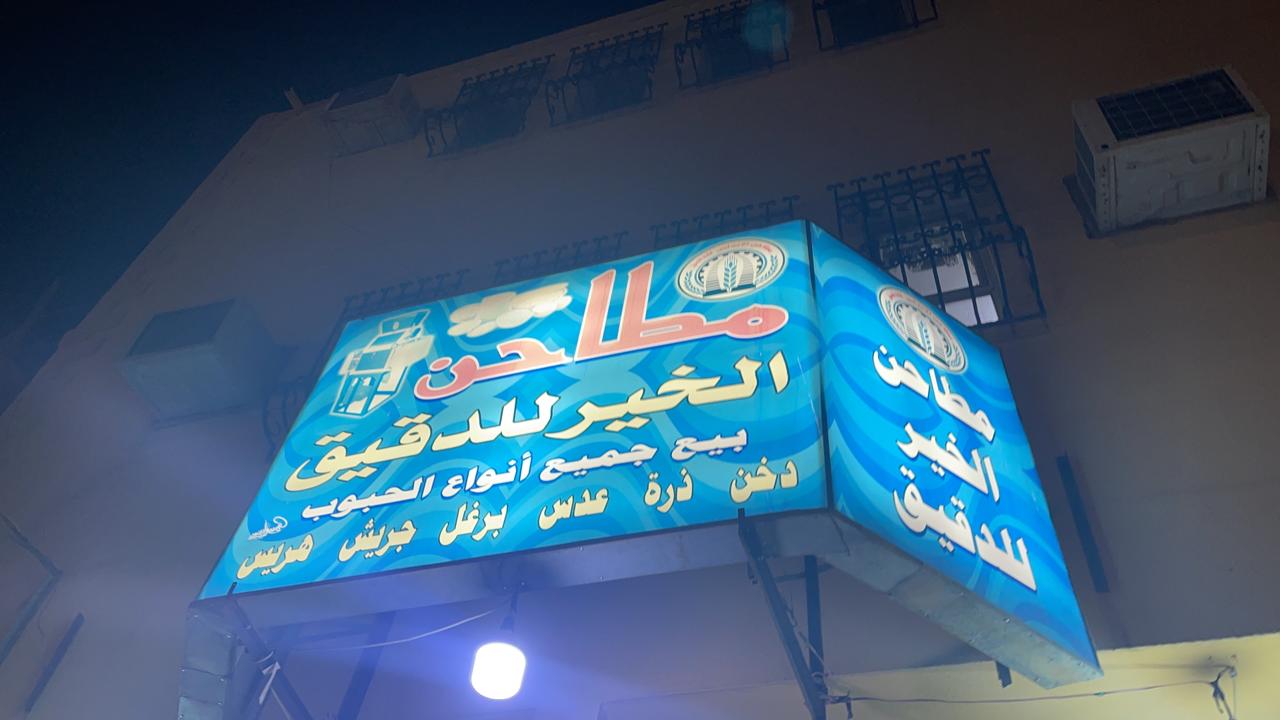 مطاحن
الخير للدقيق
بيع جميع أنواع الحبوب
دخن ذرة عدس برغل جريش هريس
مطاحن
الخير
للدقيق